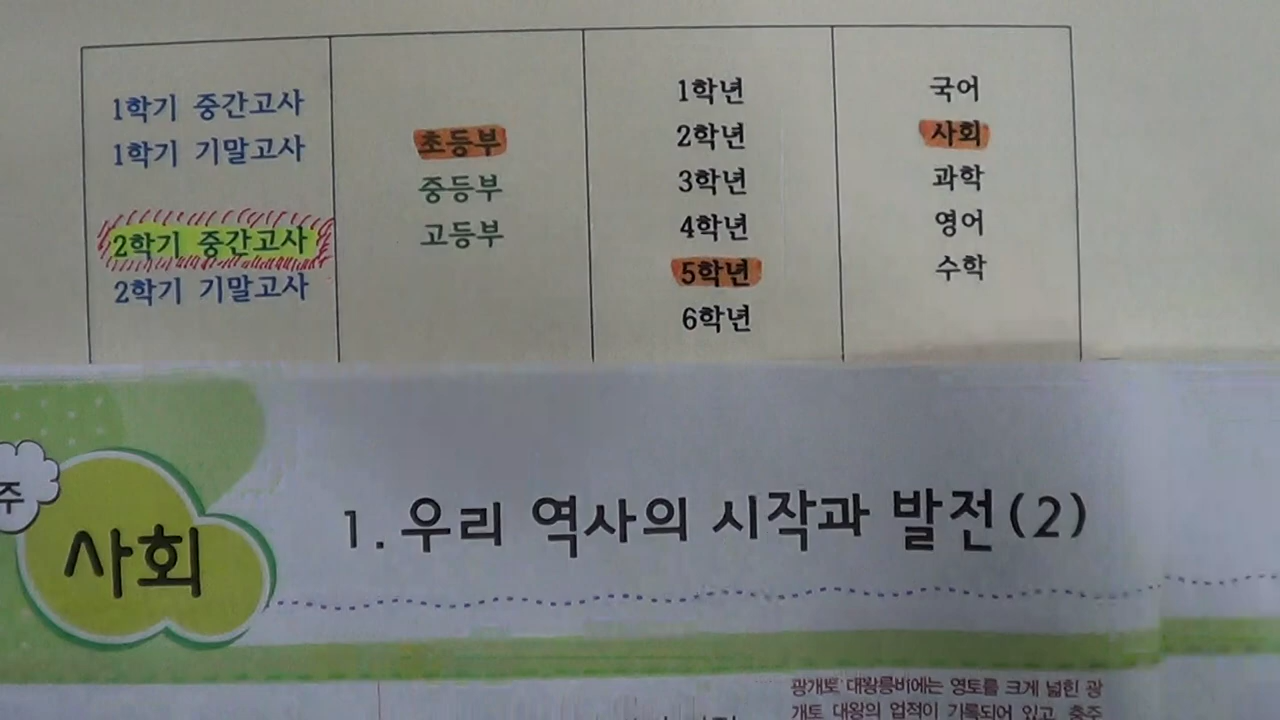 1학기 중간고사
1학기 기말고사
2학기 중간고사
2학기 기말고사
초등부
중등부
고등부
1학년
2학년
3학년
4학년
5학년
6학년
국어
사회
과학
영어
수학
주
사회
1. 우리 역사의 시작과 발전(2)
광개토 대왕릉비에는 영토를 크게 넓힌 광
개토 대왕의 업적이 기록되어 있고, 충주